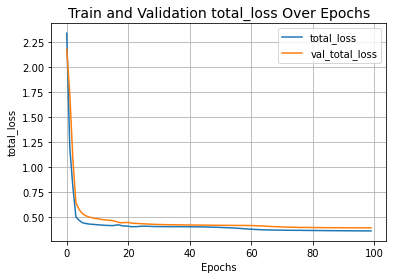 Train and Validation total_loss Over Epochs
total_loss
val_total_loss
total_loss
2.25
2.00
1.75
1.50
1.25
1.00
0.75
0.50
0 20 40 60 80 100
Epochs